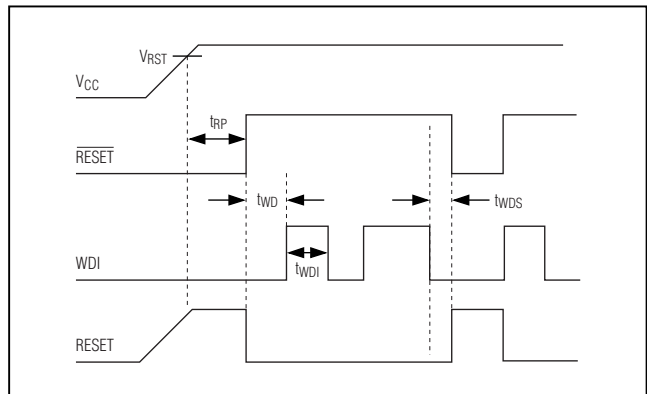 VRST
VCC
tRP
RESET
tWD
tWDS
WDI
tWDI
RESET